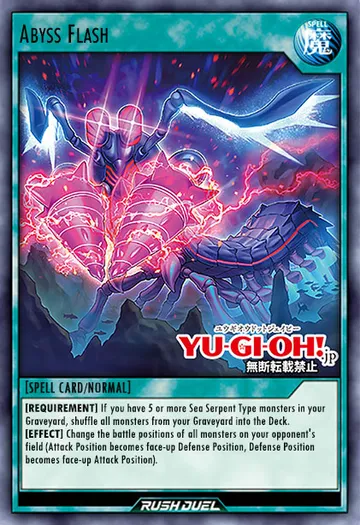 Abyss Flash
SPELL
魔
ユウギオウドットジェイピー
YU-GI-OH!.jp
無断転載禁止
[SPELL CARD/NORMAL]
[REQUIREMENT] If you have 5 or more Sea Serpent Type monsters in your
Graveyard, shuffle all monsters from your Graveyard into the Deck.
[EFFECT] Change the battle positions of all monsters on your opponent's
field (Attack Position becomes face-up Defense Position, Defense Position
becomes face-up Attack Position).
RUSH DUEL